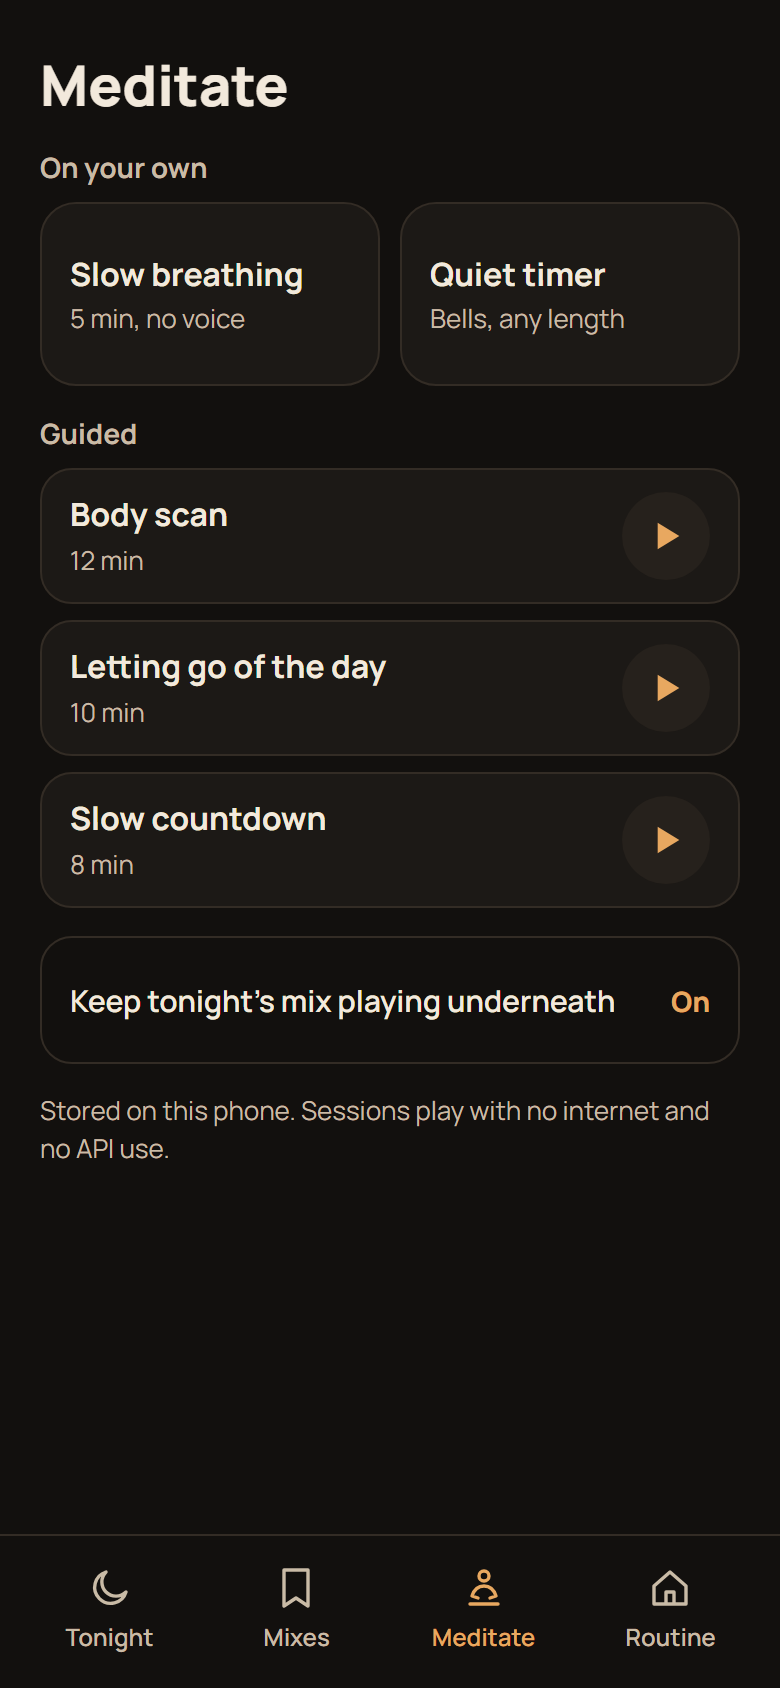 Meditate
On your own
Slow breathing
5 min, no voice
Quiet timer
Bells, any length
Guided
Body scan
12 min
Letting go of the day
10 min
Slow countdown
8 min
Keep tonight’s mix playing underneath
On
Stored on this phone. Sessions play with no internet and
no API use.
Tonight
Mixes
Meditate
Routine